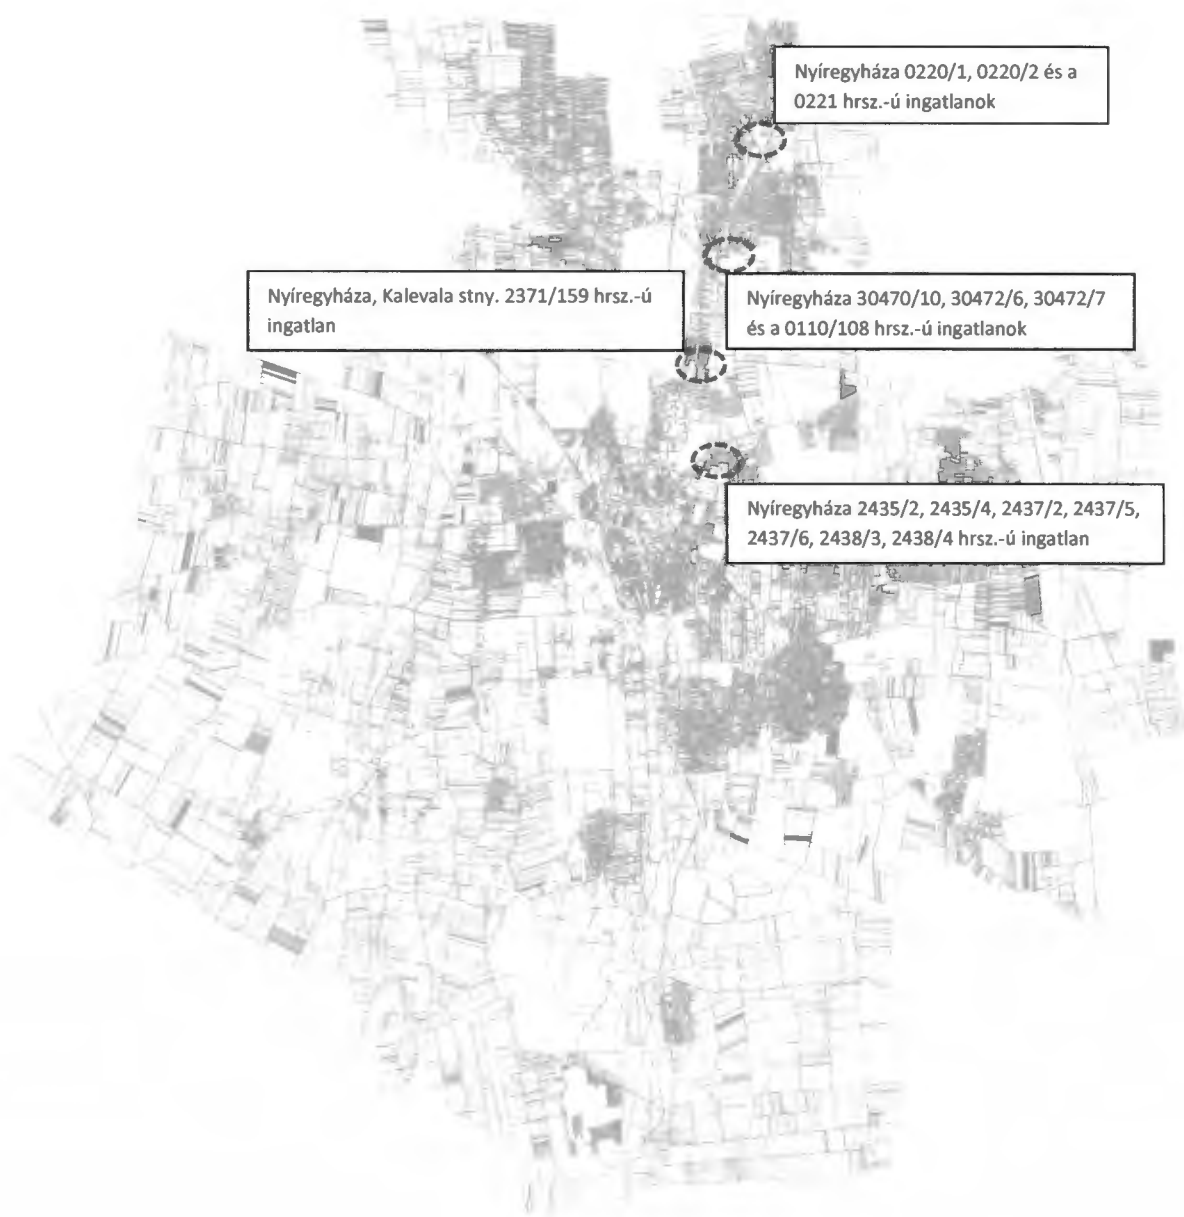 Nyíregyháza 0220/1, 0220/2 és a
0221 hrsz.-ú ingatlanok
Nyíregyháza, Kalevala stny. 2371/159 hrsz.-ú
ingatlan
Nyíregyháza 30470/10, 30472/6, 30472/7
és a 0110/108 hrsz.-ú ingatlanok
Nyíregyháza 2435/2, 2435/4, 2437/2, 2437/5,
2437/6, 2438/3, 2438/4 hrsz.-ú ingatlan